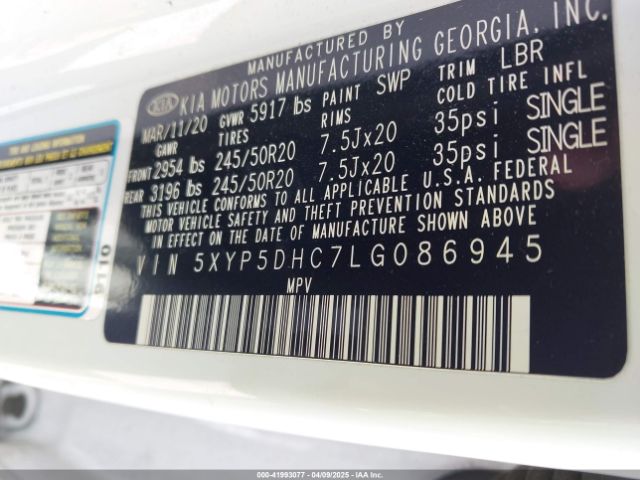 MANUFACTURED BY
KIA KIA MOTORS MANUFACTURING GEORGIA, INC.
MAR/11/20 GVWR 5917 lbs PAINT SWP TRIM LBR
GAWR TIRES RIMS COLD TIRE INFL
FRONT 2954 lbs 245/50R20 7.5Jx20 35psi SINGLE
REAR 3196 lbs 245/50R20 7.5Jx20 35psi SINGLE
THIS VEHICLE CONFORMS TO ALL APPLICABLE U.S.A. FEDERAL
MOTOR VEHICLE SAFETY AND THEFT PREVENTION STANDARDS
IN EFFECT ON THE DATE OF MANUFACTURE SHOWN ABOVE
VIN 5XYP5DHC7LG086945
MPV
9110
000-41993077 - 04/09/2025 - IAA Inc.